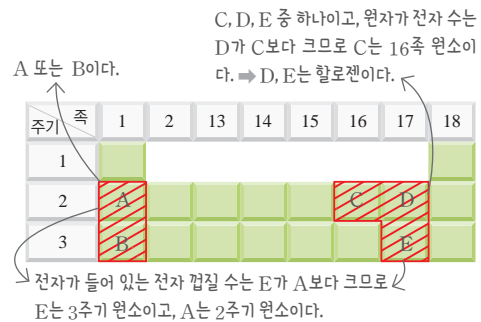 C, D, E 중 하나이고, 원자가 전자 수는
D가 C보다 크므로 C는 16족 원소이
다. ➡ D, E는 할로젠이다.
A 또는 B이다.
주기 족 1 2 13 14 15 16 17 18
1
2 A C D
3 B E
전자가 들어 있는 전자 껍질 수는 E가 A보다 크므로
E는 3주기 원소이고, A는 2주기 원소이다.